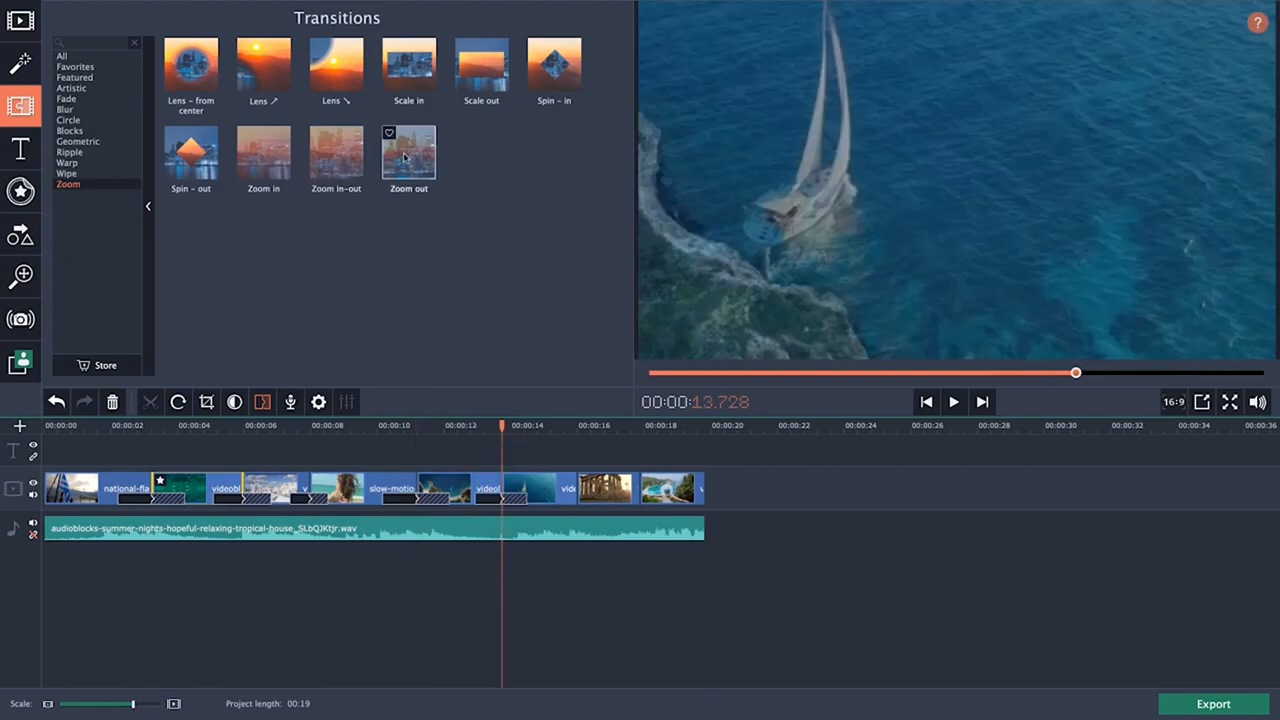 Transitions
?
All
Favorites
Featured
Artistic
Fade
Blur
Circle
Blocks
Geometric
Ripple
Warp
Wipe
Zoom
Store
Lens – from
center
Lens ↗
Lens ↘
Scale in
Scale out
Spin – in
Spin – out
Zoom in
Zoom in-out
Zoom out
T
00:00:13.728
16:9
00:00:00 00:00:02 00:00:04 00:00:06 00:00:08 00:00:10 00:00:13 00:00:14 00:00:16 00:00:18 00:00:20 00:00:22 00:00:24 00:00:26 00:00:28 00:00:30 00:00:32 00:00:34 00:00:36
T
national-fla videobl v slow-motio videol vide v
audioblocks-summer-nights-hopeful-relaxing-tropical-house_SLbQJKtjr.wav
Scale: Project length: 00:19
Export